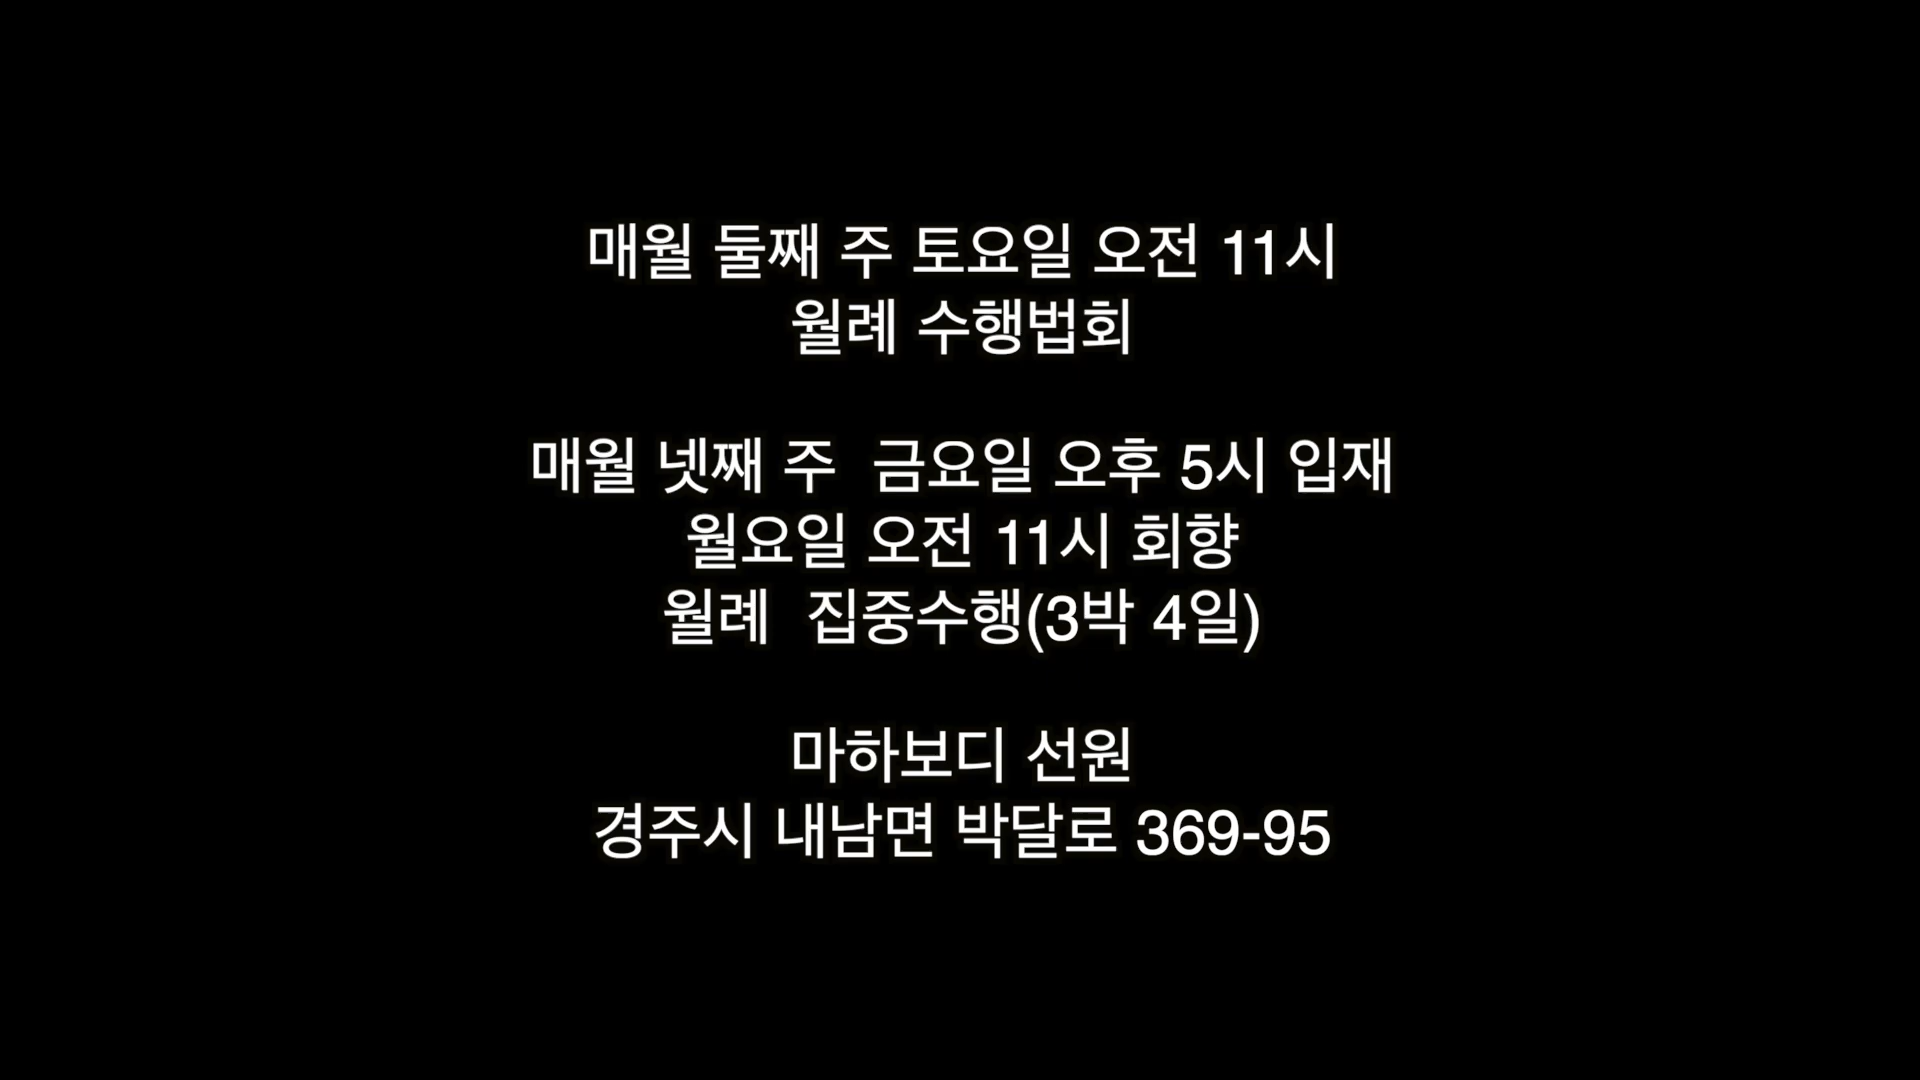 매월 둘째 주 토요일 오전 11시
월례 수행법회
매월 넷째 주  금요일 오후 5시 입재
월요일 오전 11시 회향
월례  집중수행(3박 4일)
마하보디 선원
경주시 내남면 박달로 369-95